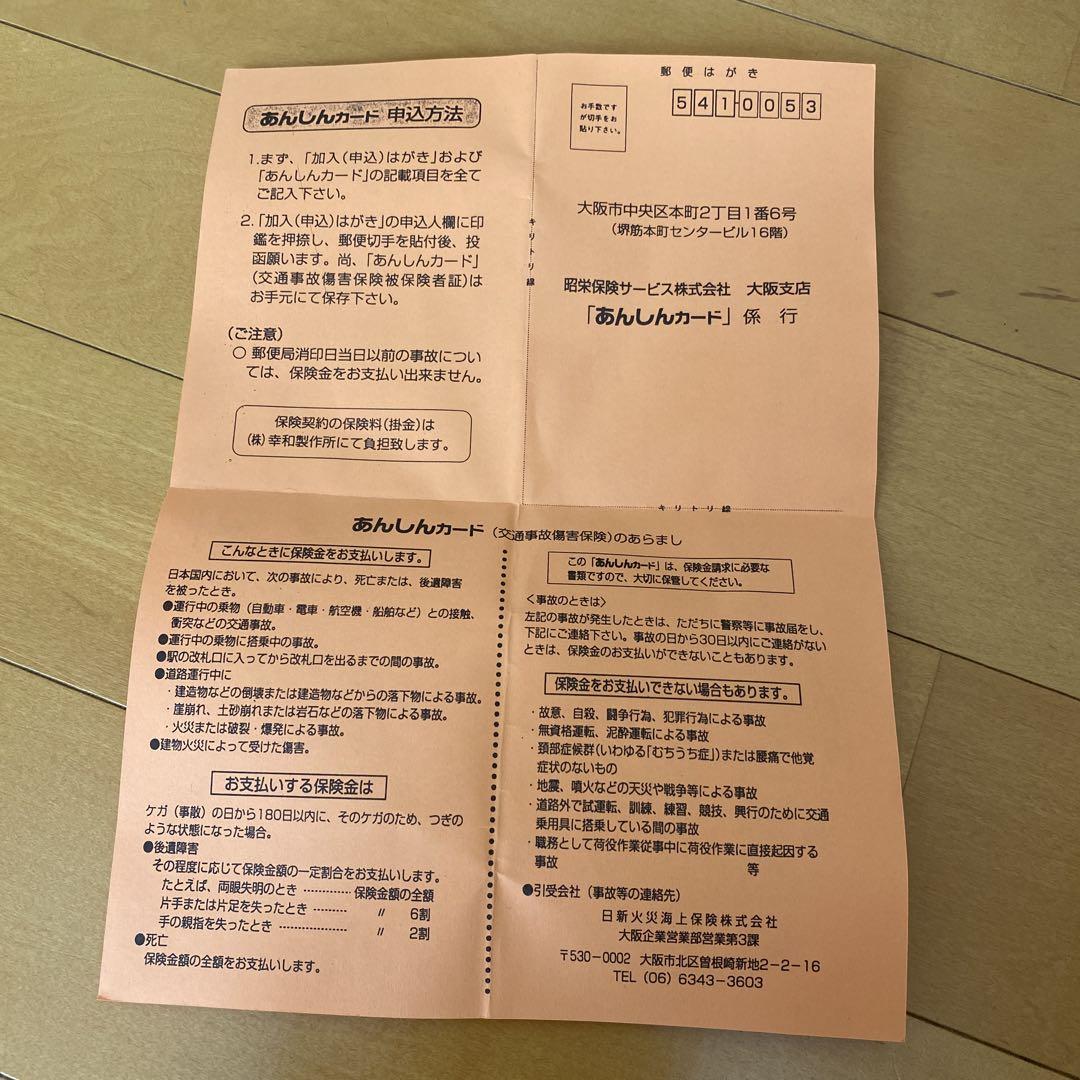 あんしんカード 申込方法
1.まず、「加入(申込)はがき」および
「あんしんカード」の記載項目を全て
ご記入下さい。
2.「加入(申込)はがき」の申込人欄に印
鑑を押捺し、郵便切手を貼付後、投
函願います。尚、「あんしんカード」
(交通事故傷害保険被保険者証)は
お手元にて保存下さい。
(ご注意)
○ 郵便局消印日当日以前の事故につい
ては、保険金をお支払い出来ません。
保険契約の保険料(掛金)は
(株)幸和製作所にて負担致します。
キリトリ線
郵便はがき
お手数です
が切手をお
貼り下さい。
541-0053
大阪市中央区本町2丁目1番6号
(堺筋本町センタービル16階)
昭栄保険サービス株式会社 大阪支店
「あんしんカード」係 行
キリトリ線
あんしんカード (交通事故傷害保険)のあらまし
こんなときに保険金をお支払いします。
日本国内において、次の事故により、死亡または、後遺障害
を被ったとき。
●運行中の乗物(自動車・電車・航空機・船舶など)との接触、
衝突などの交通事故。
●運行中の乗物に搭乗中の事故。
●駅の改札口に入ってから改札口を出るまでの間の事故。
●道路運行中に
・建造物などの倒壊または建造物などからの落下物による事故。
・崖崩れ、土砂崩れまたは岩石などの落下物による事故。
・火災または破裂・爆発による事故。
●建物火災によって受けた傷害。
お支払いする保険金は
ケガ(事散)の日から180日以内に、そのケガのため、つぎの
ような状態になった場合。
●後遺障害
その程度に応じて保険金額の一定割合をお支払いします。
たとえば、両眼失明のとき ………… 保険金額の全額
片手または片足を失ったとき ……… 〃 6割
手の親指を失ったとき ……………… 〃 2割
●死亡
保険金額の全額をお支払いします。
この「あんしんカード」は、保険金請求に必要な
書類ですので、大切に保管してください。
〈事故のときは〉
左記の事故が発生したときは、ただちに警察等に事故届をし、
下記にご連絡下さい。事故の日から30日以内にご連絡がない
ときは、保険金のお支払いができないこともあります。
保険金をお支払いできない場合もあります。
・故意、自殺、闘争行為、犯罪行為による事故
・無資格運転、泥酔運転による事故
・頚部症候群(いわゆる「むちうち症」)または腰痛で他覚
症状のないもの
・地震、噴火などの天災や戦争等による事故
・道路外で試運転、訓練、練習、競技、興行のために交通
乗用具に搭乗している間の事故
・職務として荷役作業従事中に荷役作業に直接起因する
事故 等
●引受会社(事故等の連絡先)
日新火災海上保険株式会社
大阪企業営業部営業第3課
〒530-0002 大阪市北区曽根崎新地2-2-16
TEL (06) 6343-3603